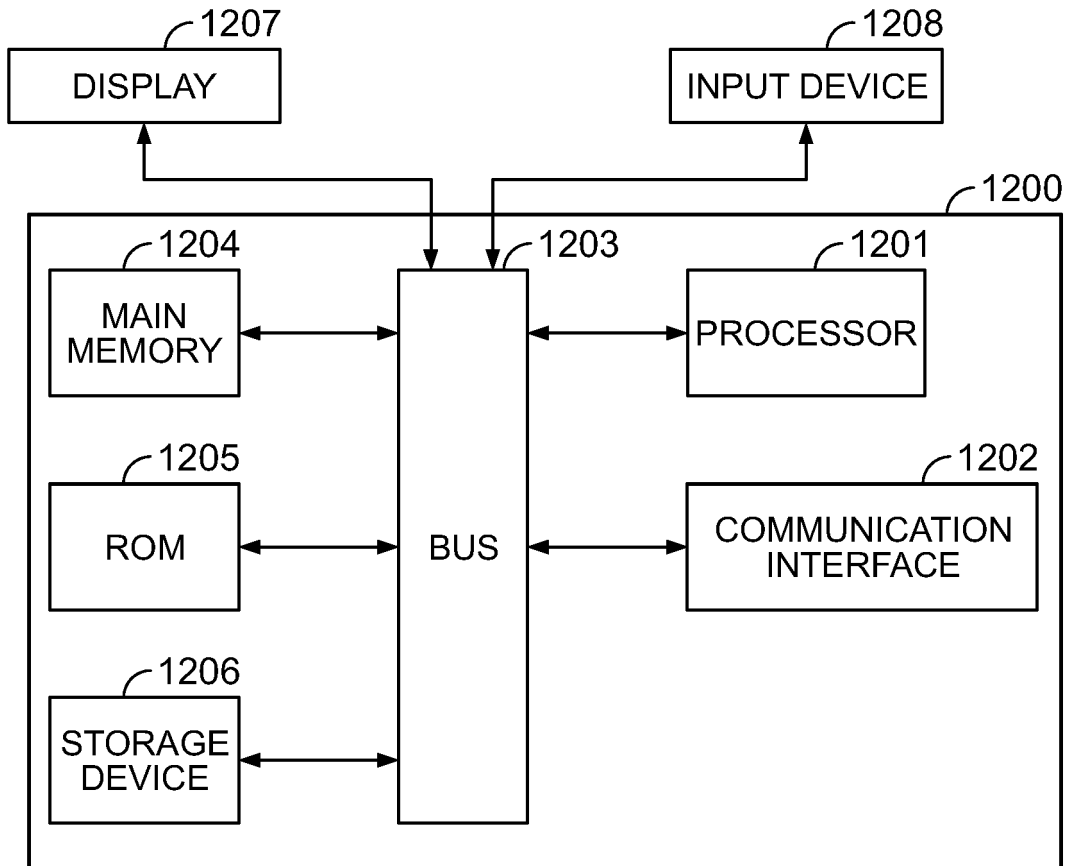 1207
DISPLAY
1208
INPUT DEVICE
1200
1204
MAIN
MEMORY
1203
BUS
1201
PROCESSOR
1205
ROM
1202
COMMUNICATION
INTERFACE
1206
STORAGE
DEVICE